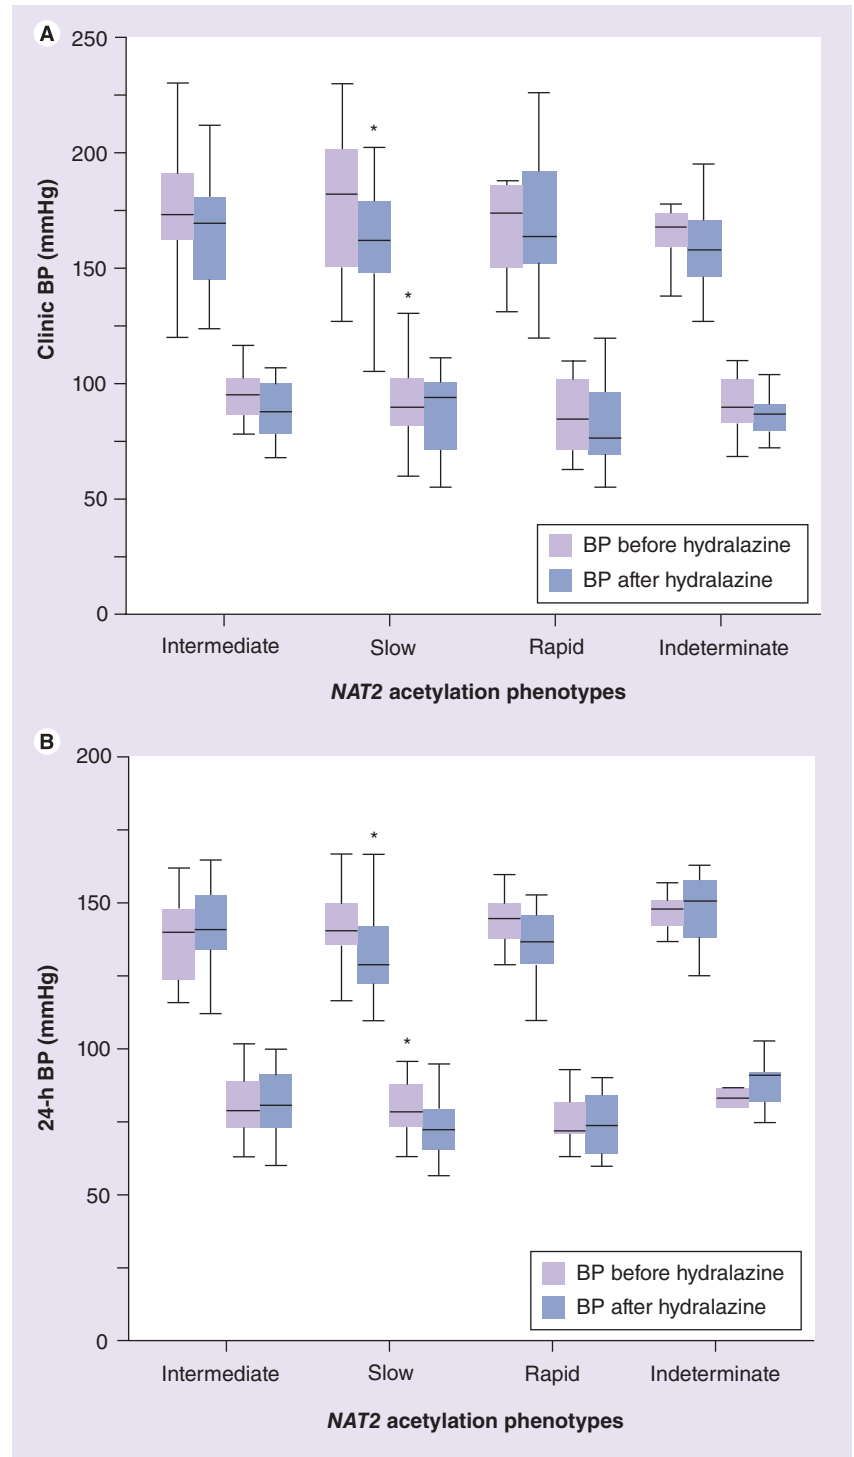 A
250
200
150
100
50
0
Clinic BP (mmHg)
*
*
BP before hydralazine
BP after hydralazine
Intermediate Slow Rapid Indeterminate
NAT2 acetylation phenotypes
B
200
150
100
50
0
24-h BP (mmHg)
*
*
BP before hydralazine
BP after hydralazine
Intermediate Slow Rapid Indeterminate
NAT2 acetylation phenotypes